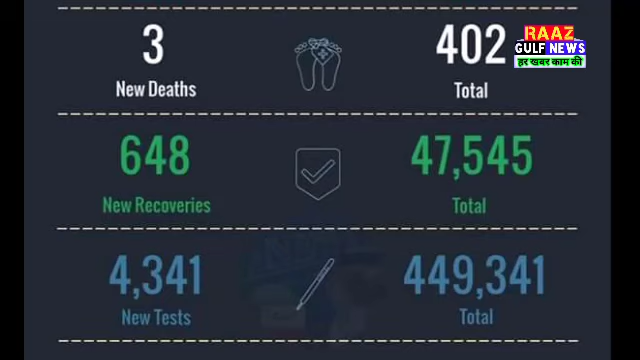 3
402
New Deaths
Total
RAAZ
GULF NEWS
हर खबर काम की
648
47,545
New Recoveries
Total
4,341
449,341
New Tests
Total